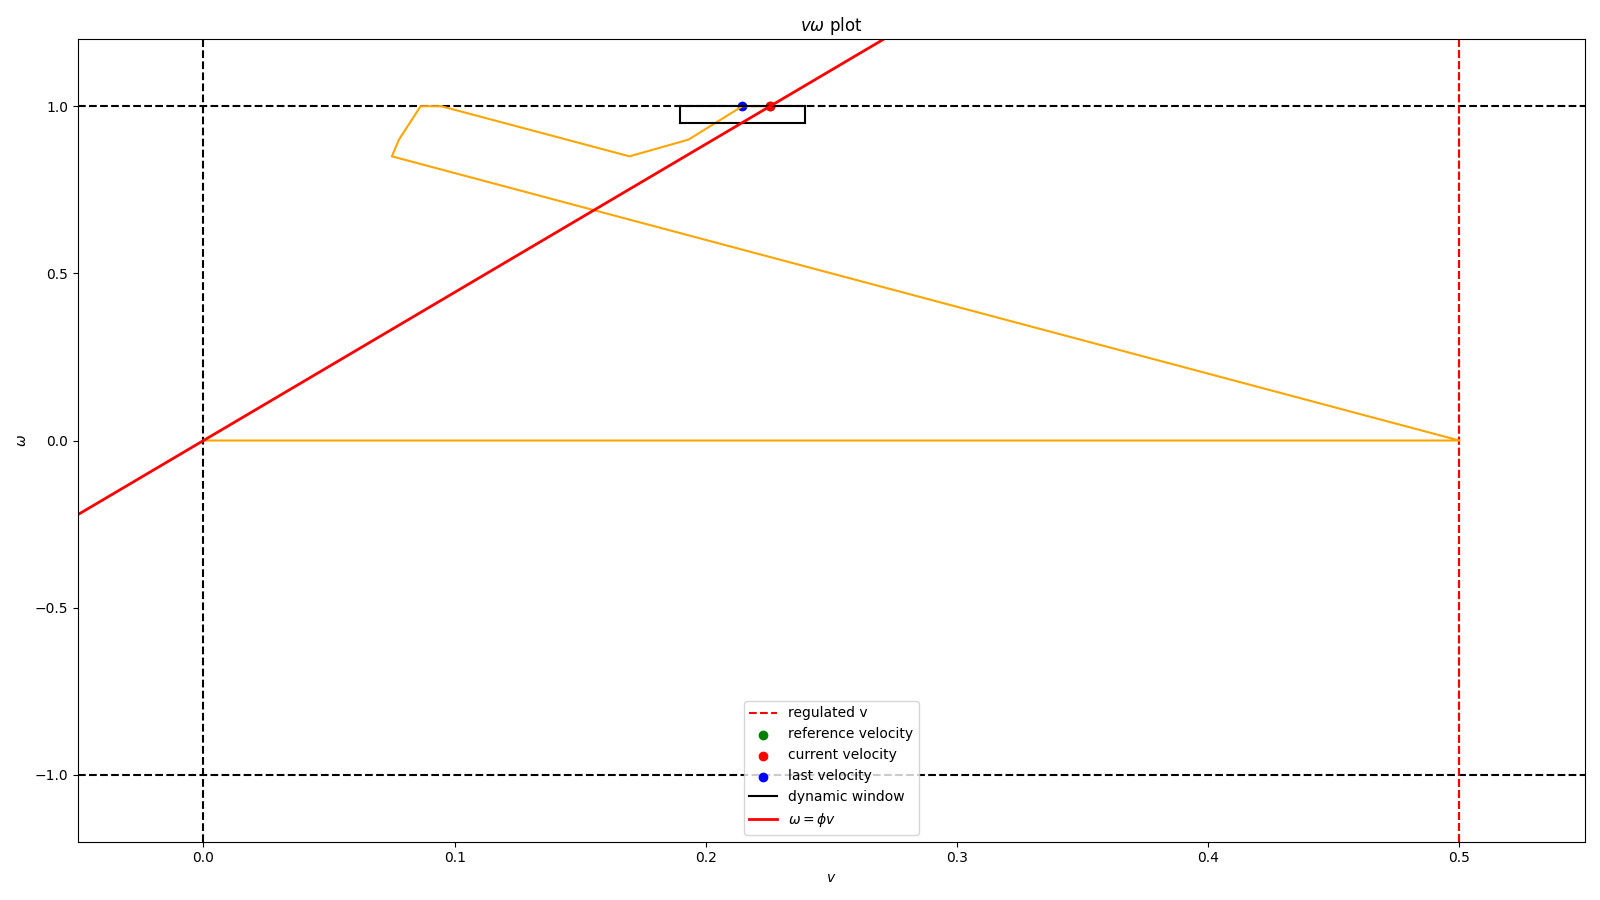 vω plot
1.0
0.5
0.0
−0.5
−1.0
ω
regulated v
reference velocity
current velocity
last velocity
dynamic window
ω = ϕv
0.0 0.1 0.2 0.3 0.4 0.5
v